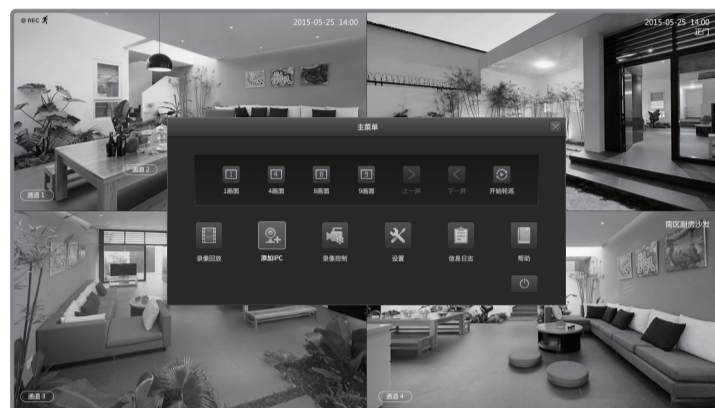 REC
2015-05-25 14:00
2015-05-25 14:00
正门
主菜单
1画面
4画面
8画面
9画面
上一屏
下一屏
开始轮巡
通道 2
通道 1
录像回放
添加IPC
录像控制
设置
信息日志
帮助
南区厨房沙发
通道 3
通道 4